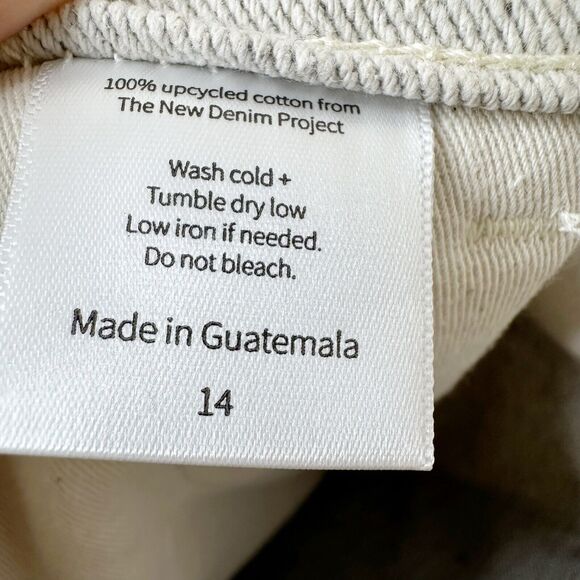 100% upcycled cotton from
The New Denim Project
Wash cold +
Tumble dry low
Low iron if needed.
Do not bleach.
Made in Guatemala
14